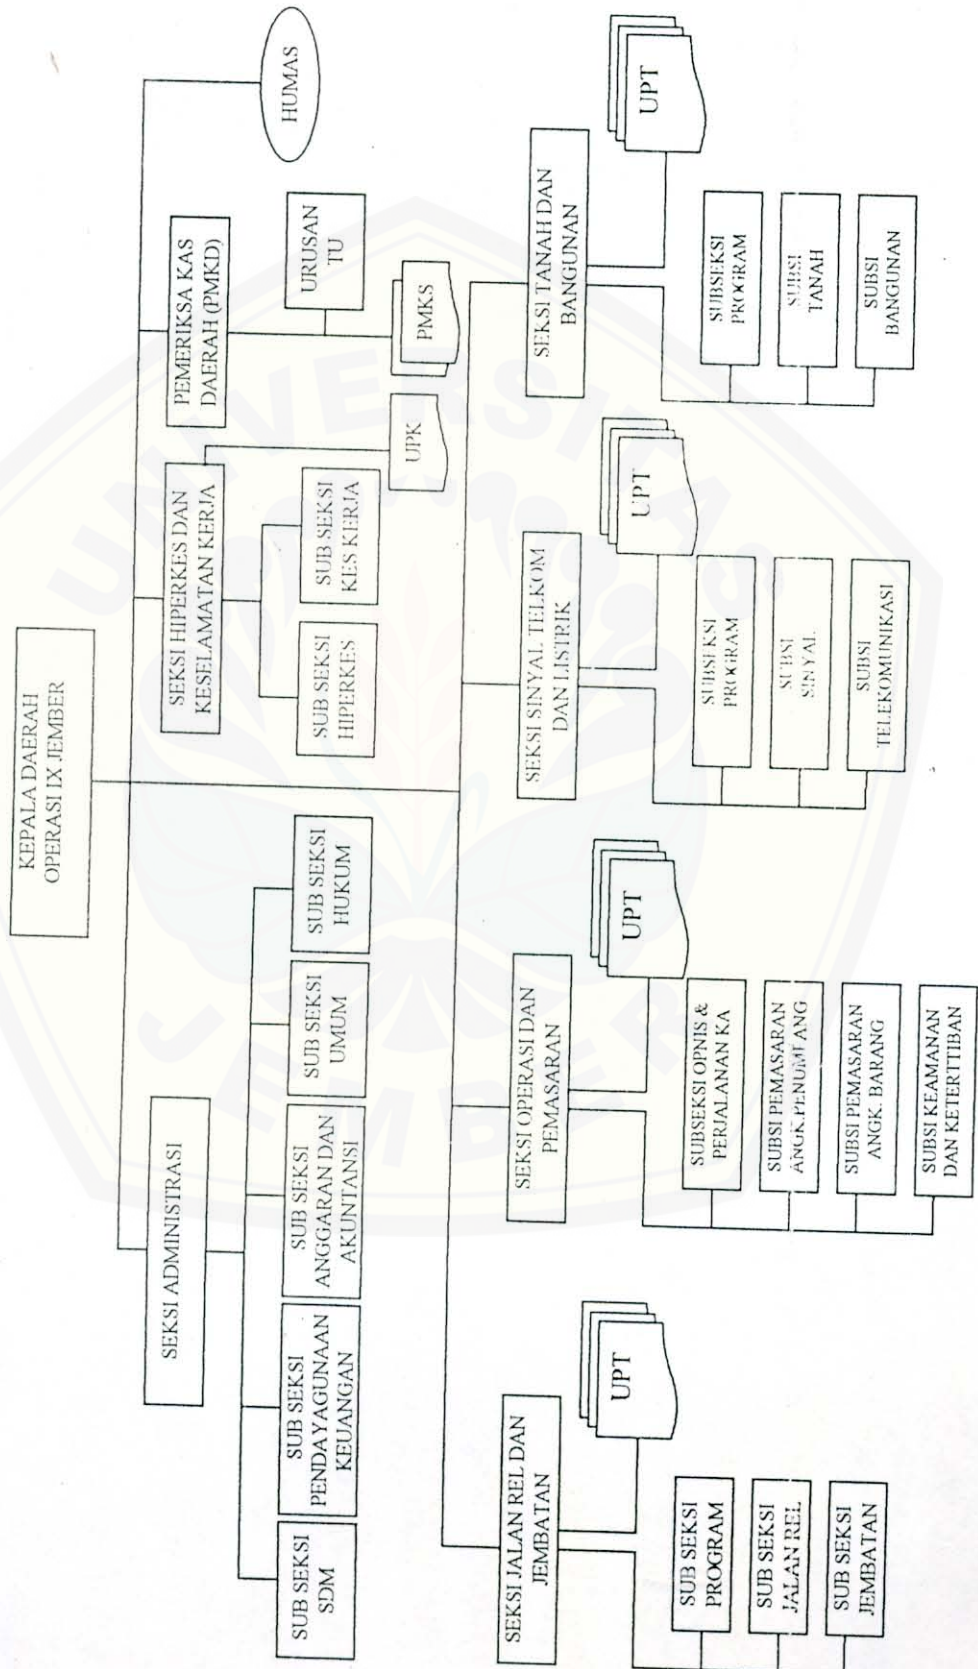 KEPALA DAERAH
OPERASI IX JEMBER
SEKSI ADMINISTRASI
SEKSI HIPERKES DAN
KESELAMATAN KERJA
PEMERIKSA KAS
DAERAH (PMKD)
HUMAS
SUB SEKSI
SDM
SUB SEKSI
PENDAYAGUNAAN
KEUANGAN
SUB SEKSI
ANGGARAN DAN
AKUNTANSI
SUB SEKSI
UMUM
SUB SEKSI
HUKUM
SUB SEKSI
HIPERKES
SUB SEKSI
KES KERJA
UPK
URUSAN
TU
PMKS
SEKSI JALAN REL DAN
JEMBATAN
UPT
SUB SEKSI
PROGRAM
SUB SEKSI
JALAN REL
SUB SEKSI
JEMBATAN
SEKSI OPERASI DAN
PEMASARAN
UPT
SUBSEKSI OPNIS &
PERJALANAN KA
SUBSI PEMASARAN
ANGK.PENUMPANG
SUBSI PEMASARAN
ANGK. BARANG
SUBSI KEAMANAN
DAN KETERTIBAN
SEKSI SINYAL TELKOM
DAN LISTRIK
UPT
SUBSEKSI
PROGRAM
SUBSI
SINYAL
SUBSI
TELEKOMUNIKASI
SEKSI TANAH DAN
BANGUNAN
UPT
SUBSEKSI
PROGRAM
SUBSI
TANAH
SUBSI
BANGUNAN
UNIVERSITAS
JEMBER